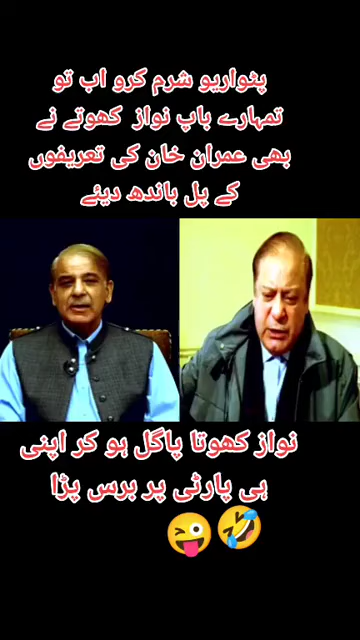 پٹواریو شرم کرو اب تو
تمہارے باپ نواز کھوتے نے
بھی عمران خان کی تعریفوں
کے پل باندھ دیئے
نواز کھوتا پاگل ہو کر اپنی
ہی پارٹی پر برس پڑا
🤣😜